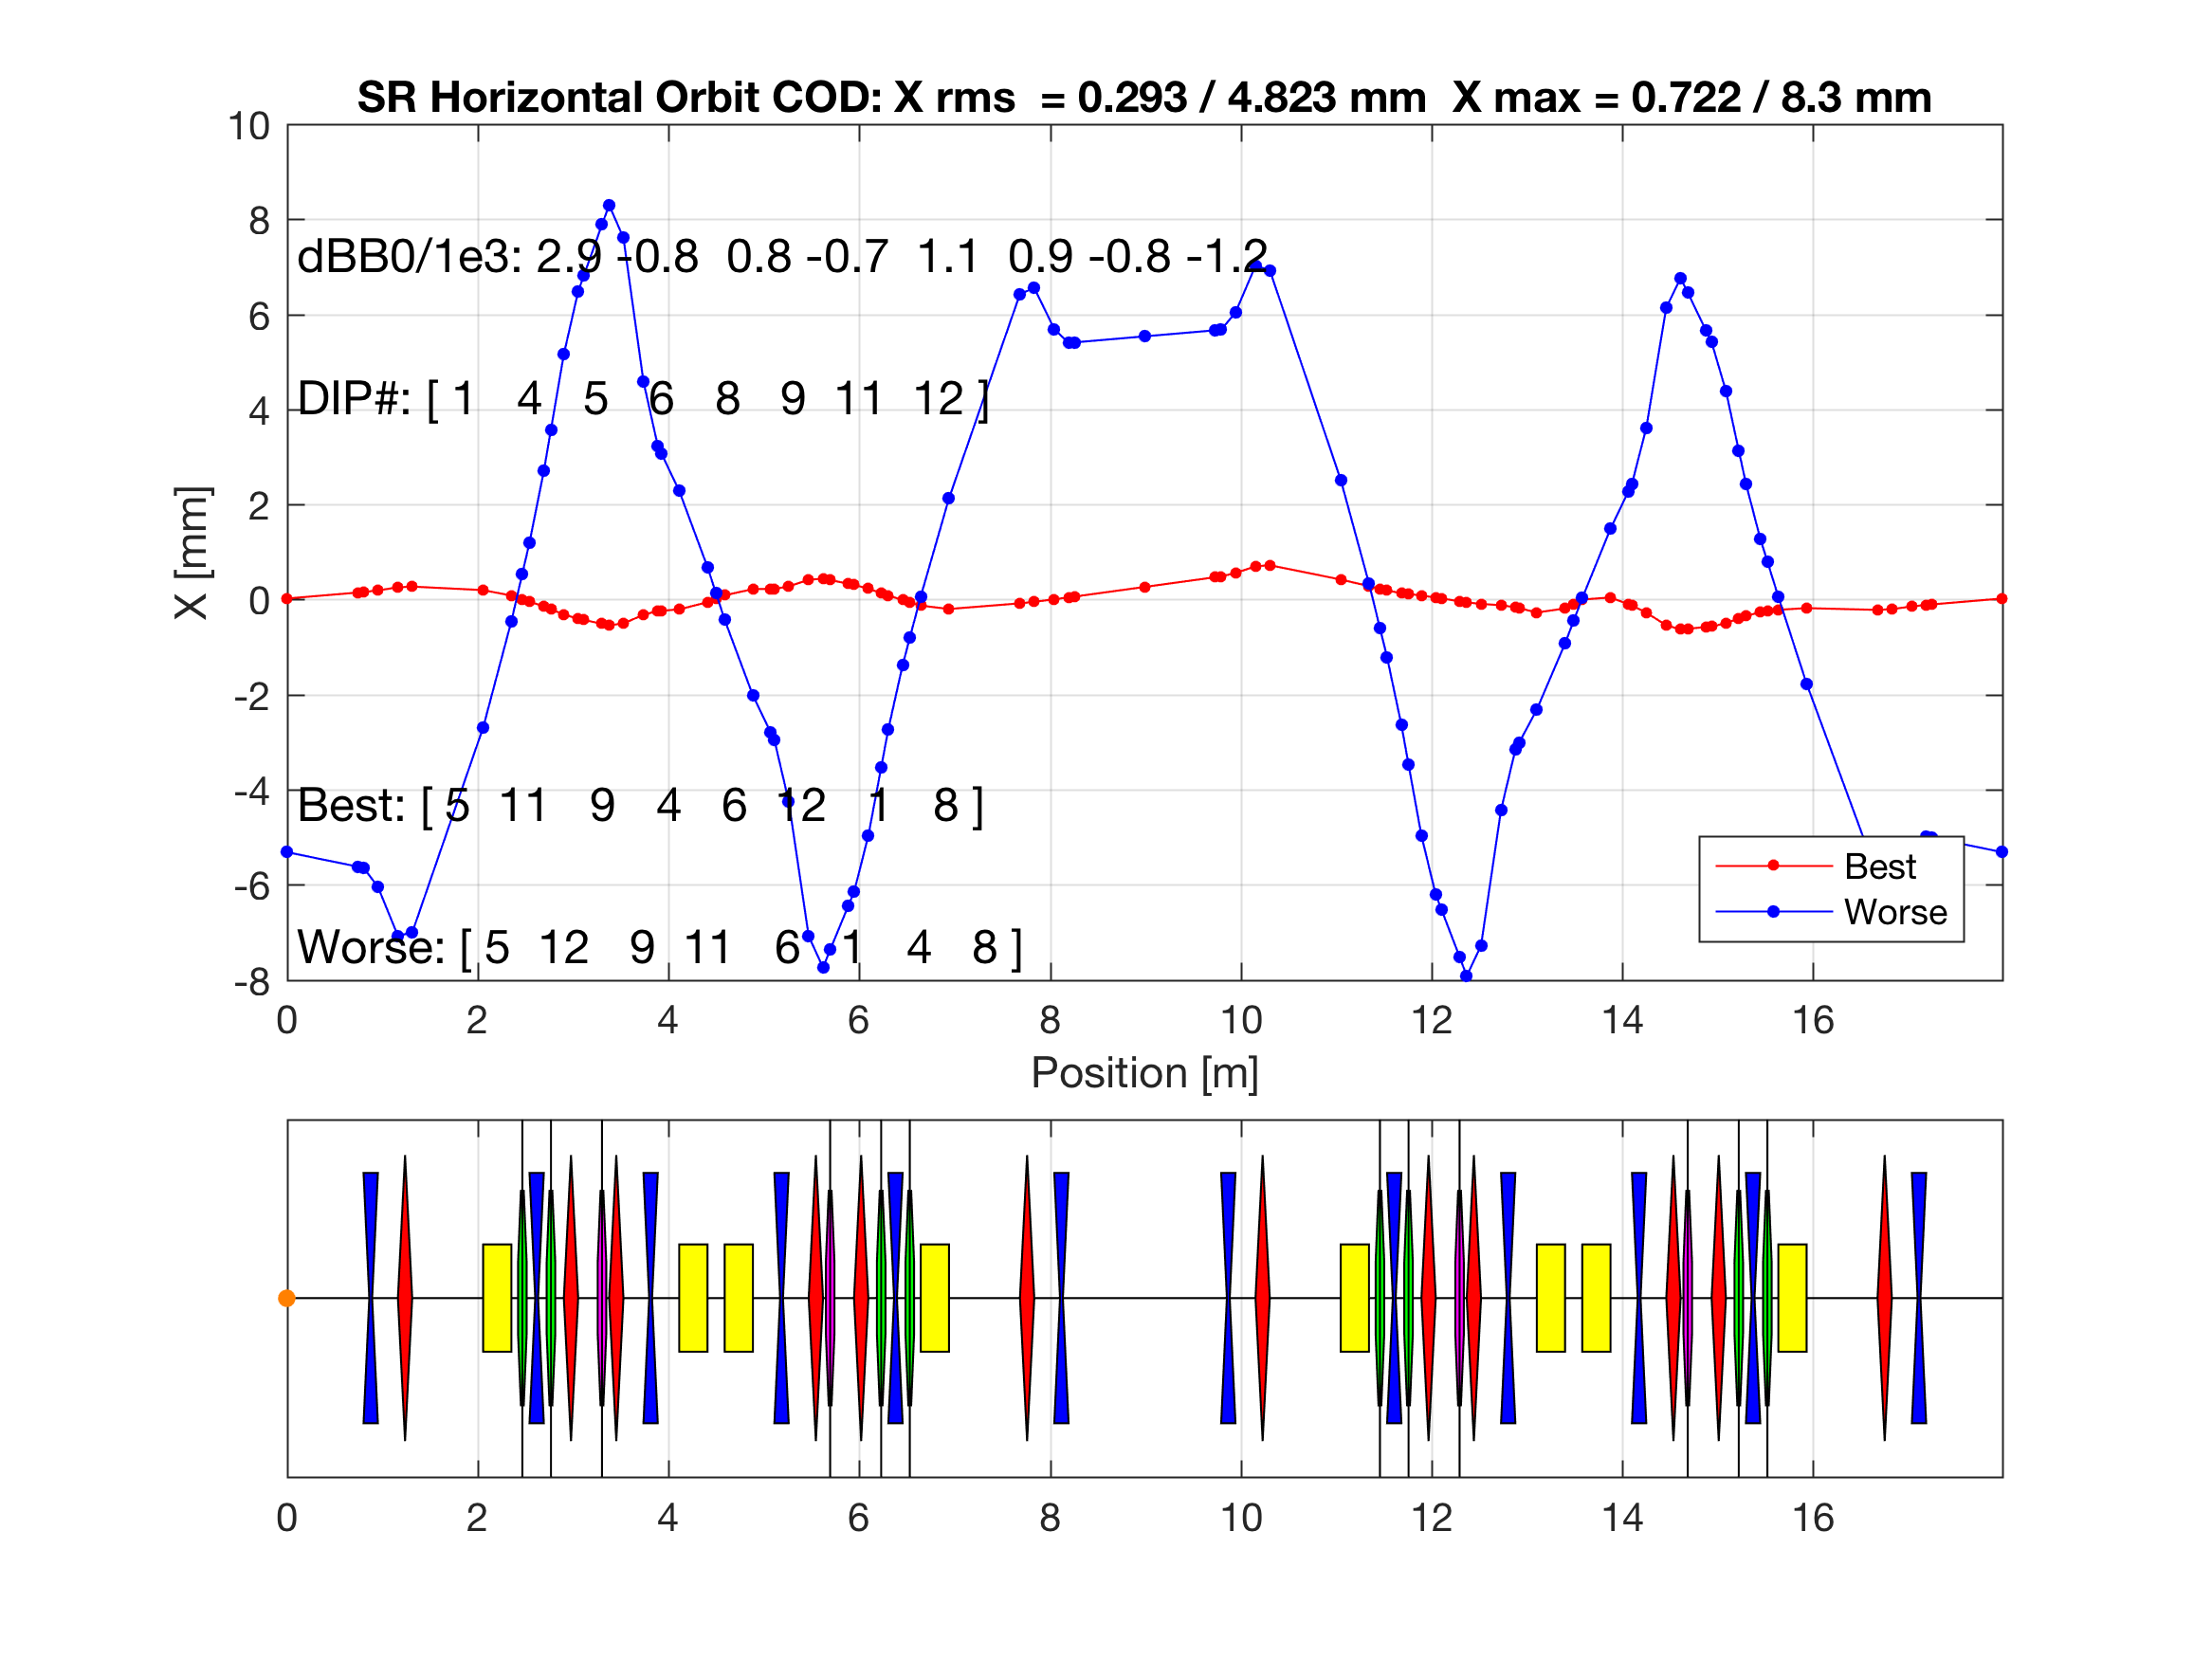 SR Horizontal Orbit COD: X rms = 0.293 / 4.823 mm X max = 0.722 / 8.3 mm
10
8
6
4
2
0
-2
-4
-6
-8
X [mm]
dBB0/1e3: 2.9 -0.8 0.8 -0.7 1.1 0.9 -0.8 -1.2
DIP#: [ 1 4 5 6 8 9 11 12 ]
Best: [ 5 11 9 4 6 12 1 8 ]
Worse: [ 5 12 9 11 6 1 4 8 ]
Best
Worse
0 2 4 6 8 10 12 14 16
Position [m]
0 2 4 6 8 10 12 14 16